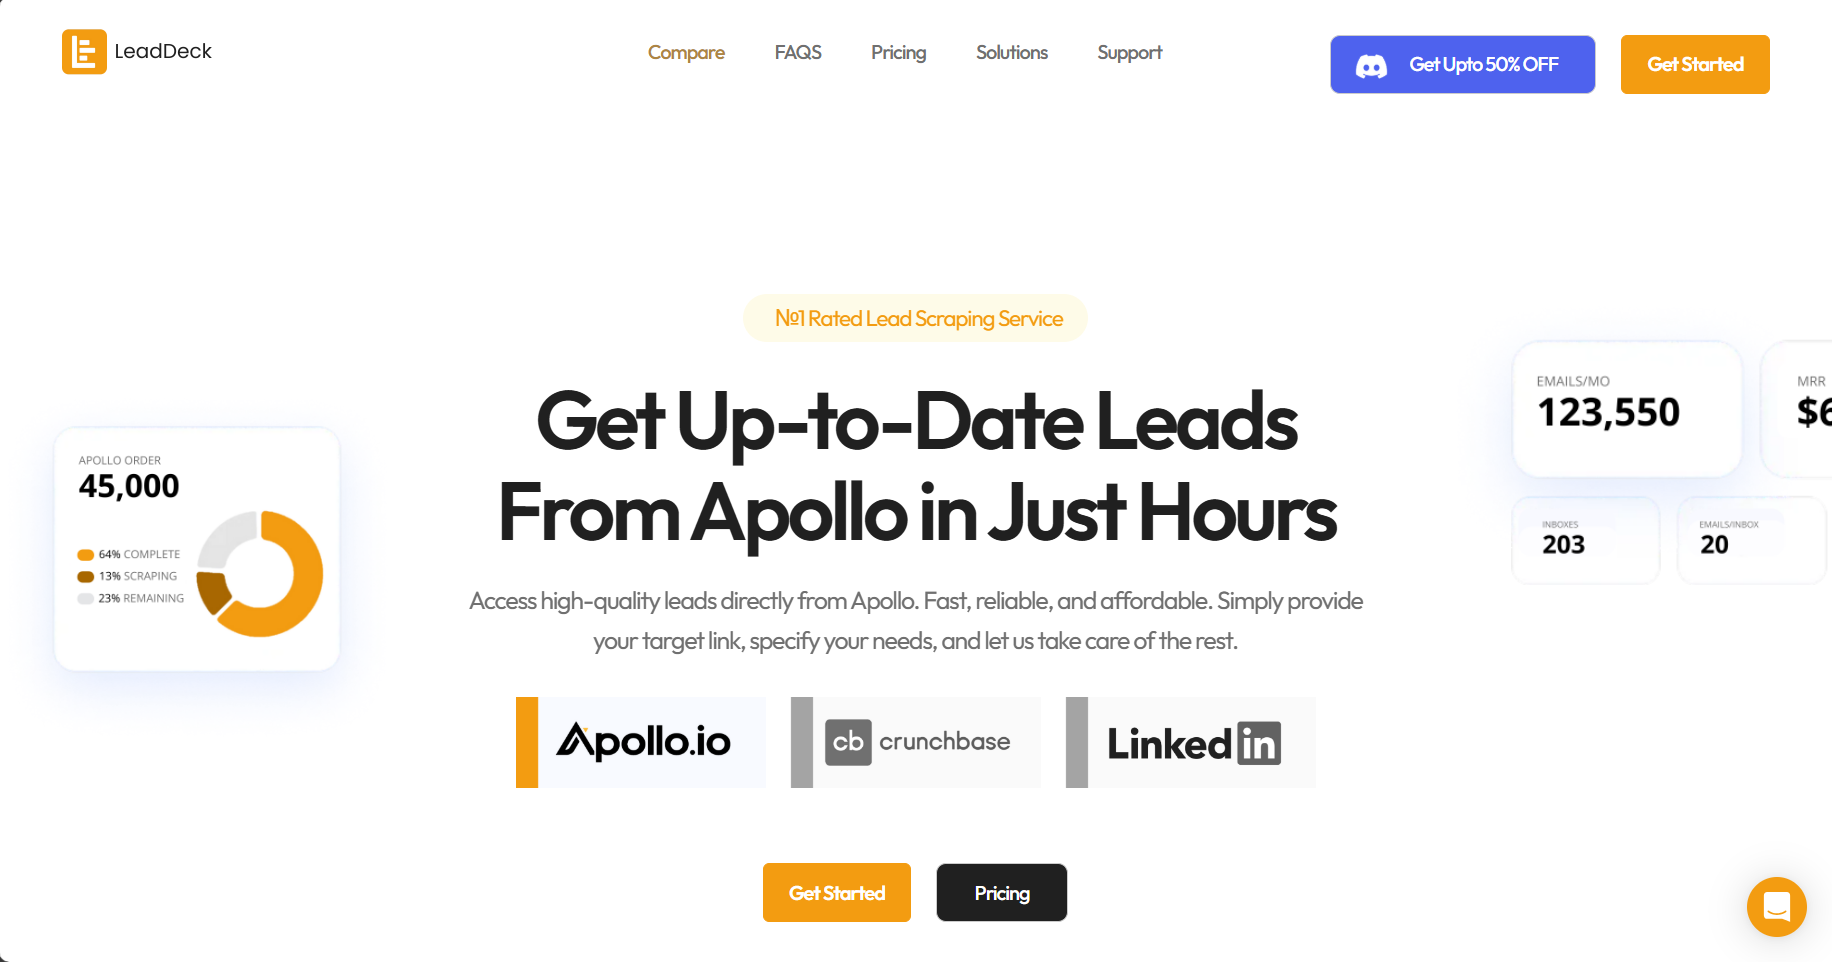 LeadDeck
Compare
FAQS
Pricing
Solutions
Support
Get Upto 50% OFF
Get Started
№1 Rated Lead Scraping Service
Get Up-to-Date Leads
From Apollo in Just Hours
Access high-quality leads directly from Apollo. Fast, reliable, and affordable. Simply provide
your target link, specify your needs, and let us take care of the rest.
APOLLO ORDER
45,000
64% COMPLETE
13% SCRAPING
23% REMAINING
EMAILS/MO
123,550
MRR
$6
INBOXES
203
EMAILS/INBOX
20
Apollo.io
cb crunchbase
Linked in
Get Started
Pricing